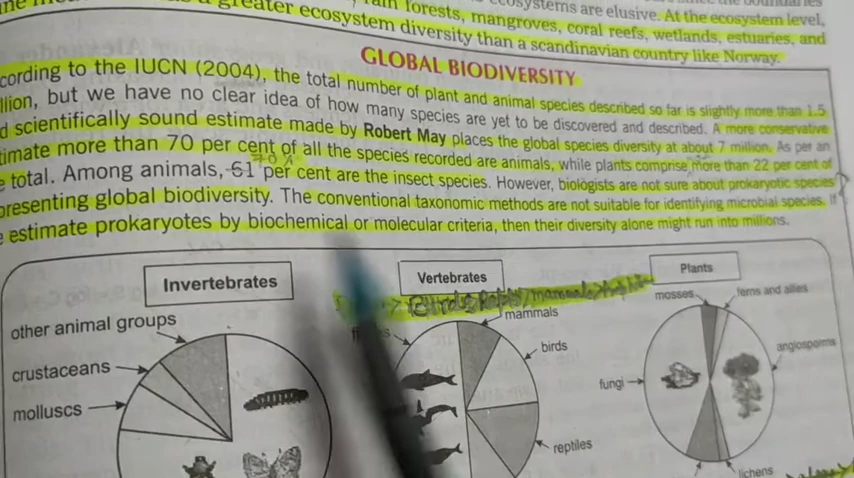 forests, mangroves, coral reefs, wetlands, estuaries, and
ecosystems are elusive. At the ecosystem level,
greater ecosystem diversity than a scandinavian country like Norway.
GLOBAL BIODIVERSITY
cording to the IUCN (2004), the total number of plant and animal species described so far is slightly more than 1.5
llion, but we have no clear idea of how many species are yet to be discovered and described. A more conservative
d scientifically sound estimate made by Robert May places the global species diversity at about 7 million. As per an
timate more than 70 per cent of all the species recorded are animals, while plants comprise more than 22 per cent of
e total. Among animals, 61 per cent are the insect species. However, biologists are not sure about prokaryotic species
presenting global biodiversity. The conventional taxonomic methods are not suitable for identifying microbial species. If
e estimate prokaryotes by biochemical or molecular criteria, then their diversity alone might run into millions.
70%
Invertebrates
Vertebrates
Plants
other animal groups
crustaceans
molluscs
mammals
birds
reptiles
mosses
ferns and allies
angiosperms
fungi
lichens